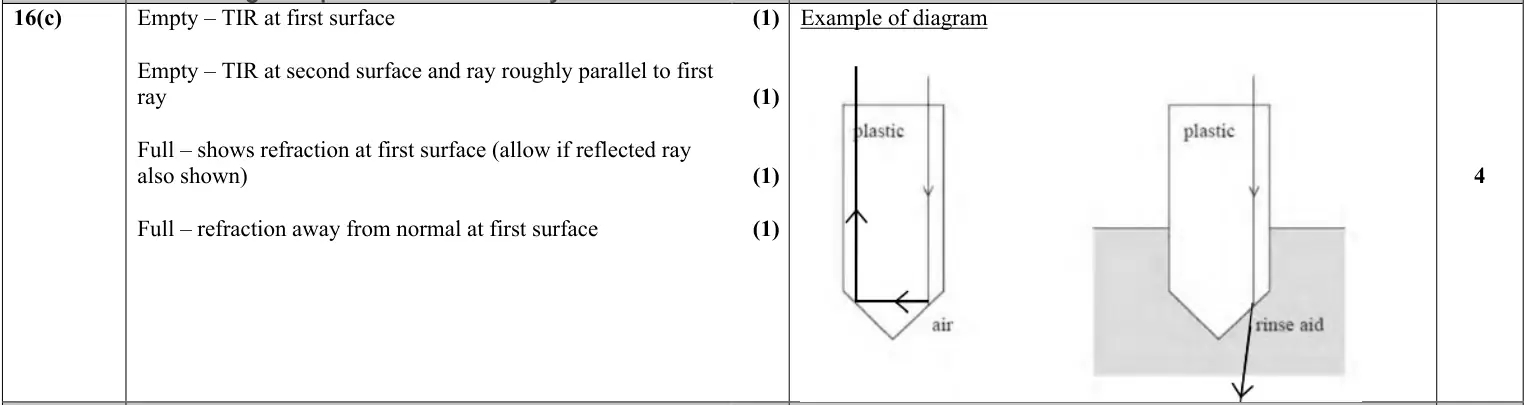 16(c)
Empty – TIR at first surface (1)
Empty – TIR at second surface and ray roughly parallel to first
ray (1)
Full – shows refraction at first surface (allow if reflected ray
also shown) (1)
Full – refraction away from normal at first surface (1)
Example of diagram
plastic
air
plastic
rinse aid
4